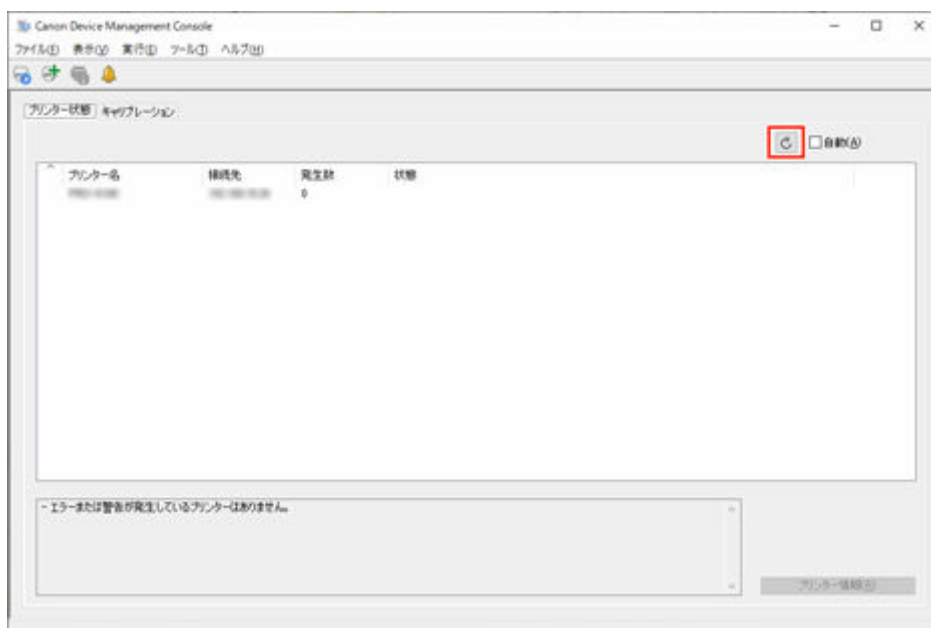 Canon Device Management Console
ファイル(F) 表示(V) 実行(E) ツール(T) ヘルプ(H)
プリンター状態 キャリブレーション
自動(A)
プリンター名 接続先 発生数 状態
0
- エラーまたは警告が発生しているプリンターはありません。
プリンター情報(R)